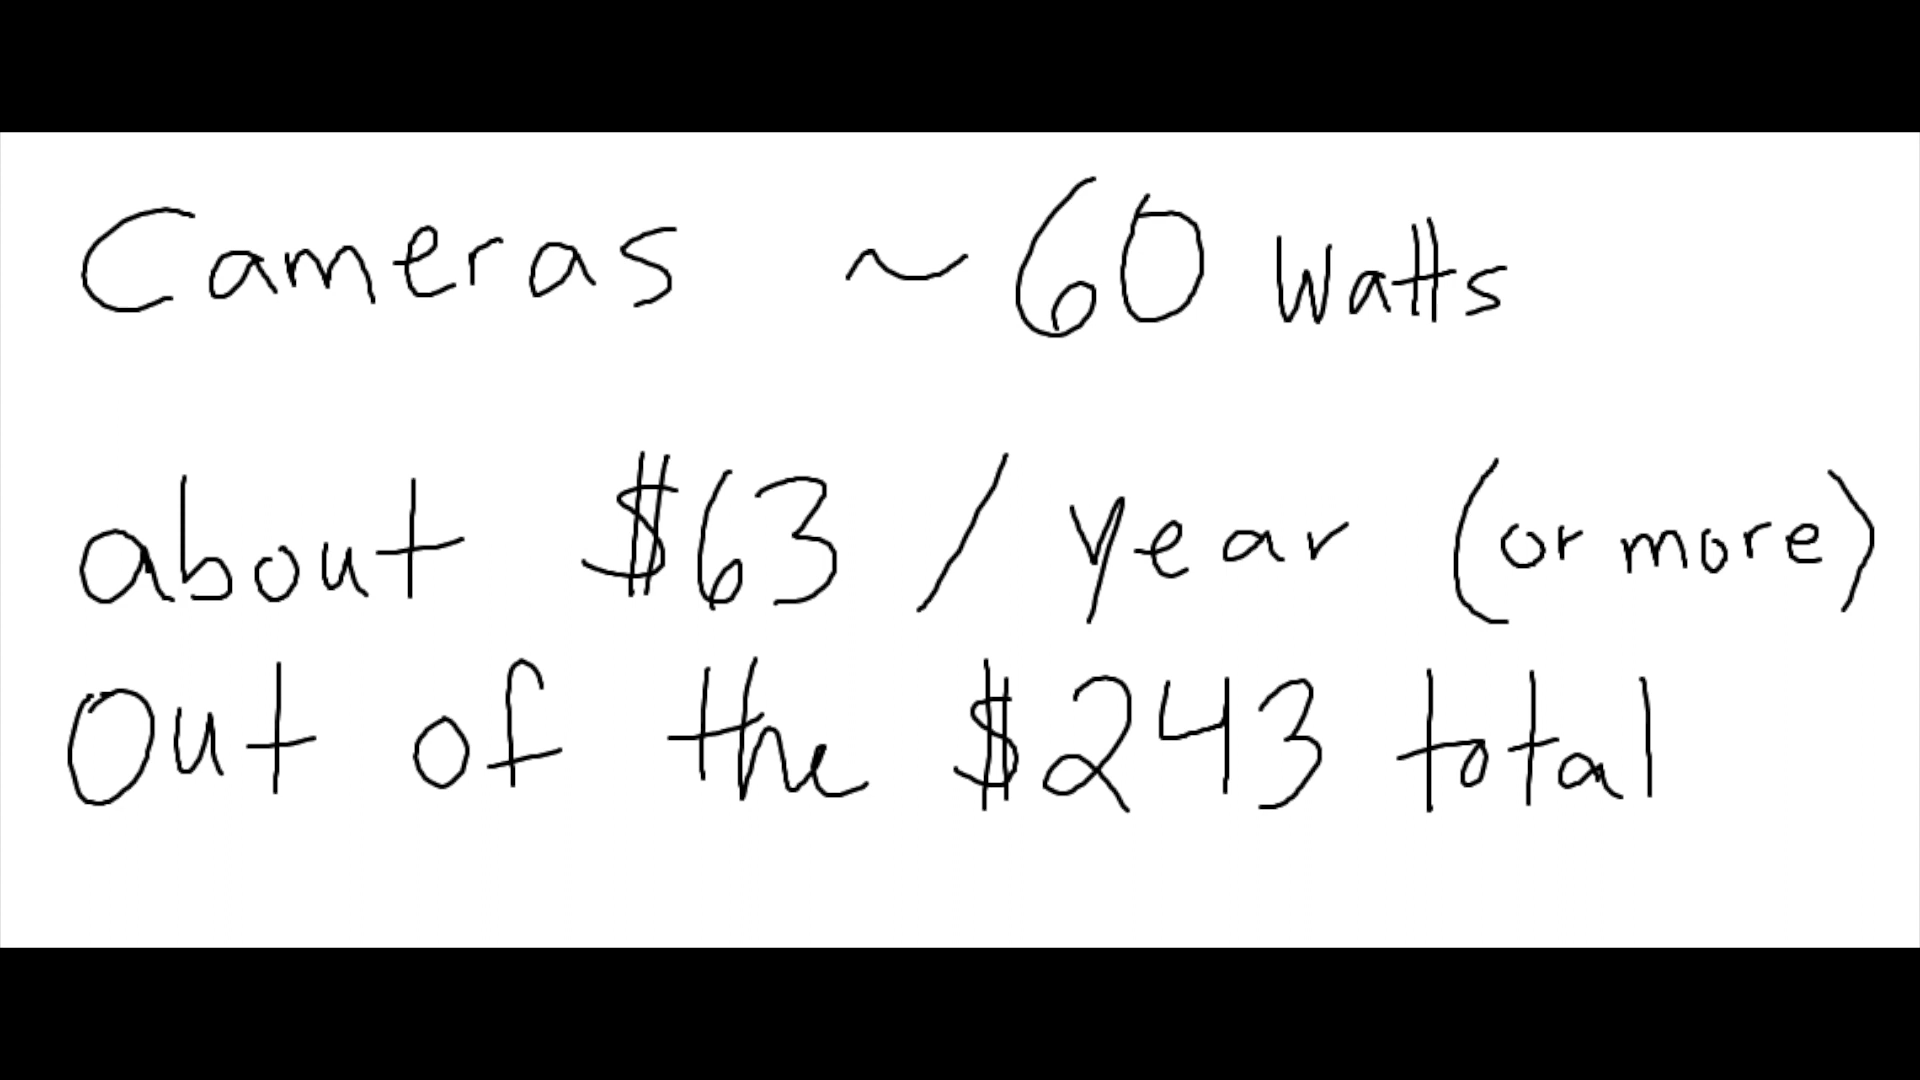 Cameras ~60 Watts
about $63 / year (or more)
Out of the $243 total